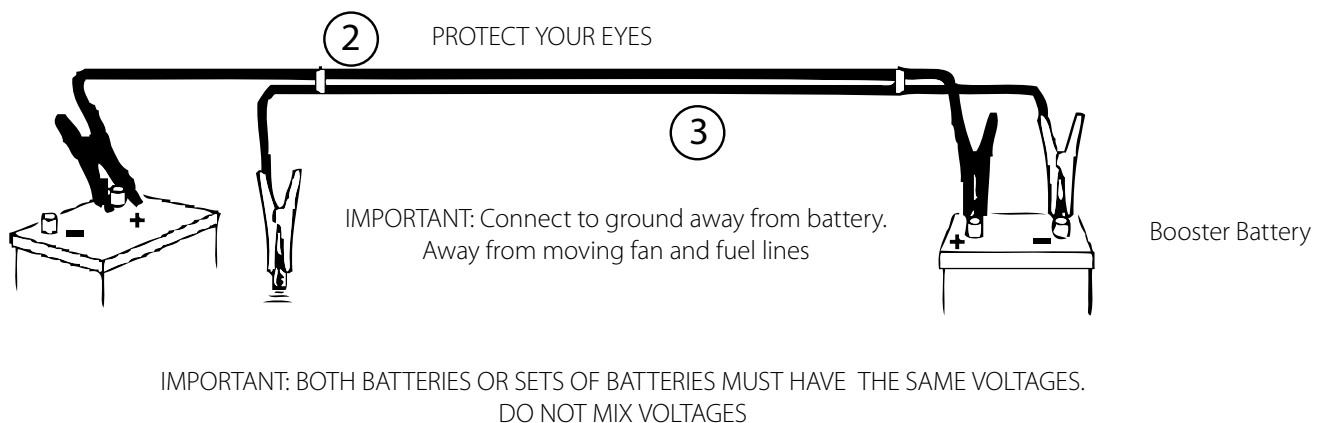 2
PROTECT YOUR EYES
3
IMPORTANT: Connect to ground away from battery.
Away from moving fan and fuel lines
- +
+ -
Booster Battery
IMPORTANT: BOTH BATTERIES OR SETS OF BATTERIES MUST HAVE THE SAME VOLTAGES.
DO NOT MIX VOLTAGES